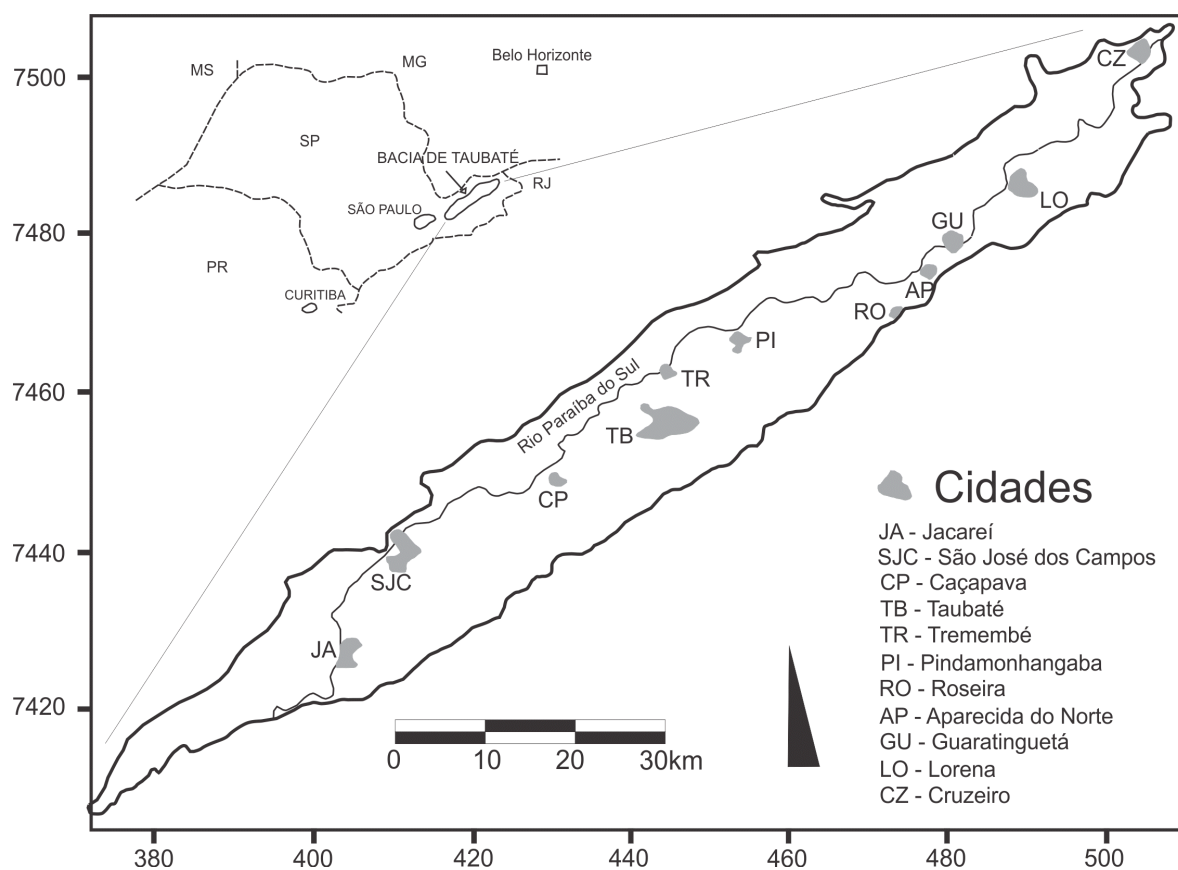 MS
MG
Belo Horizonte
SP
BACIA DE TAUBATÉ
RJ
SÃO PAULO
PR
CURITIBA
7500
7480
7460
7440
7420
CZ
LO
GU
AP
RO
PI
TR
Rio Paraíba do Sul
TB
CP
SJC
JA
Cidades
JA - Jacareí
SJC - São José dos Campos
CP - Caçapava
TB - Taubaté
TR - Tremembé
PI - Pindamonhangaba
RO - Roseira
AP - Aparecida do Norte
GU - Guaratinguetá
LO - Lorena
CZ - Cruzeiro
0 10 20 30km
380 400 420 440 460 480 500